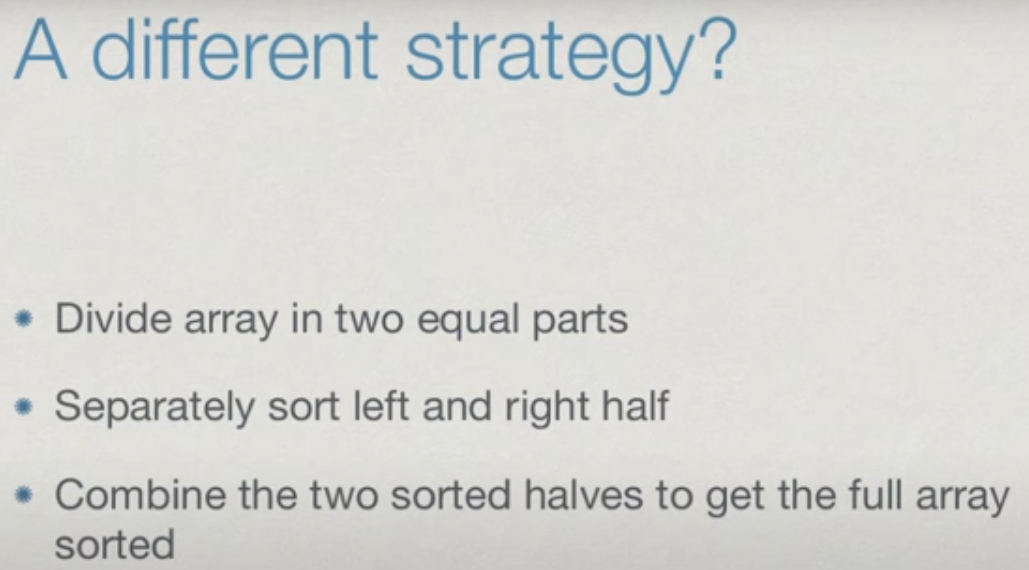 A different strategy?
Divide array in two equal parts
Separately sort left and right half
Combine the two sorted halves to get the full array
sorted